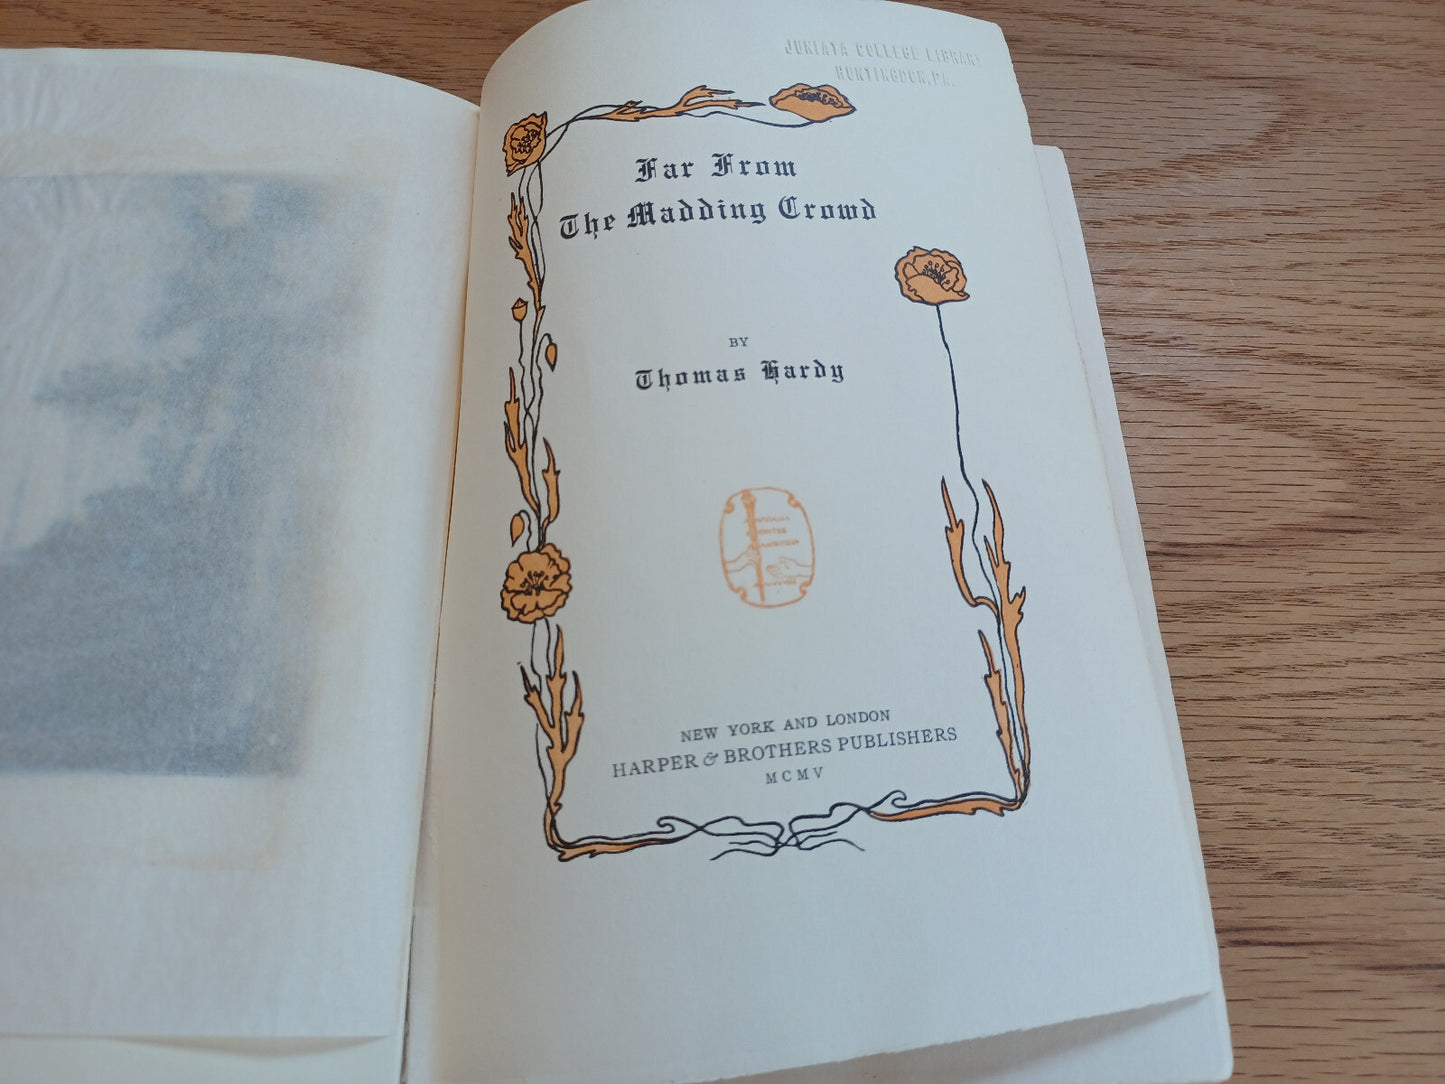 JUNIATA COLLEGE LIBRARY
HUNTINGDON, PA.
Far From
The Madding Crowd
BY
Thomas Hardy
NEW YORK AND LONDON
HARPER & BROTHERS PUBLISHERS
MCMV